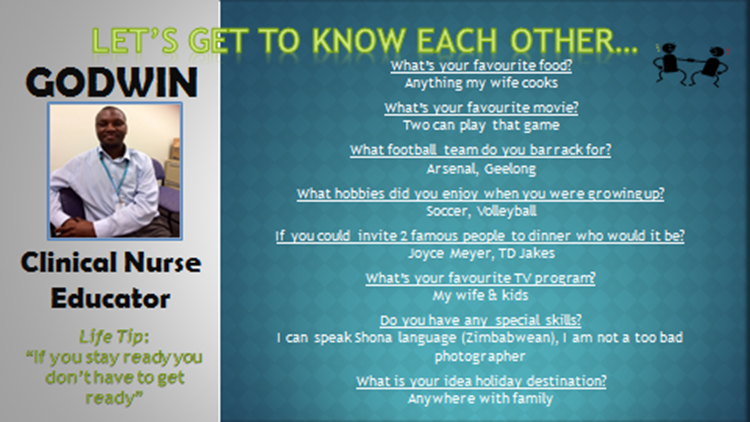 LET'S GET TO KNOW EACH OTHER...
GODWIN
Clinical Nurse
Educator
Life Tip:
"If you stay ready you
don't have to get
ready"
What's your favourite food?
Anything my wife cooks
What's your favourite movie?
Two can play that game
What football team do you barrack for?
Arsenal, Geelong
What hobbies did you enjoy when you were growing up?
Soccer, Volleyball
If you could invite 2 famous people to dinner who would it be?
Joyce Meyer, TD Jakes
What's your favourite TV program?
My wife & kids
Do you have any special skills?
I can speak Shona language (Zimbabwean), I am not a too bad
photographer
What is your idea holiday destination?
Anywhere with family